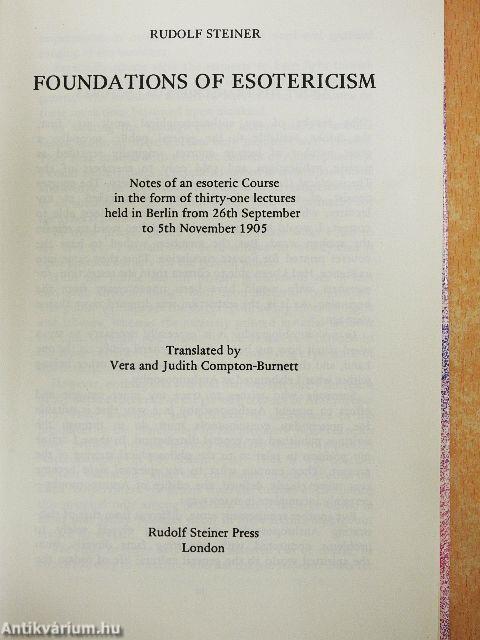 RUDOLF STEINER
FOUNDATIONS OF ESOTERICISM
Notes of an esoteric Course
in the form of thirty-one lectures
held in Berlin from 26th September
to 5th November 1905
Translated by
Vera and Judith Compton-Burnett
Rudolf Steiner Press
London
Antikvárium.hu